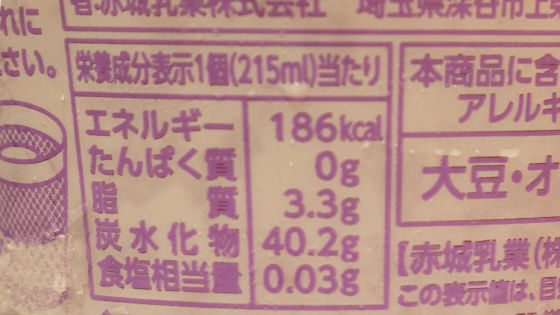 者:赤城乳業株式会社 埼玉県深谷市上
れに
さい。
栄養成分表示1個(215ml)当たり
エネルギー 186kcal
たんぱく質 0g
脂質 3.3g
炭水化物 40.2g
食塩相当量 0.03g
本商品に含
アレルギ
大豆・オ
【赤城乳業(株
この表示値は、目